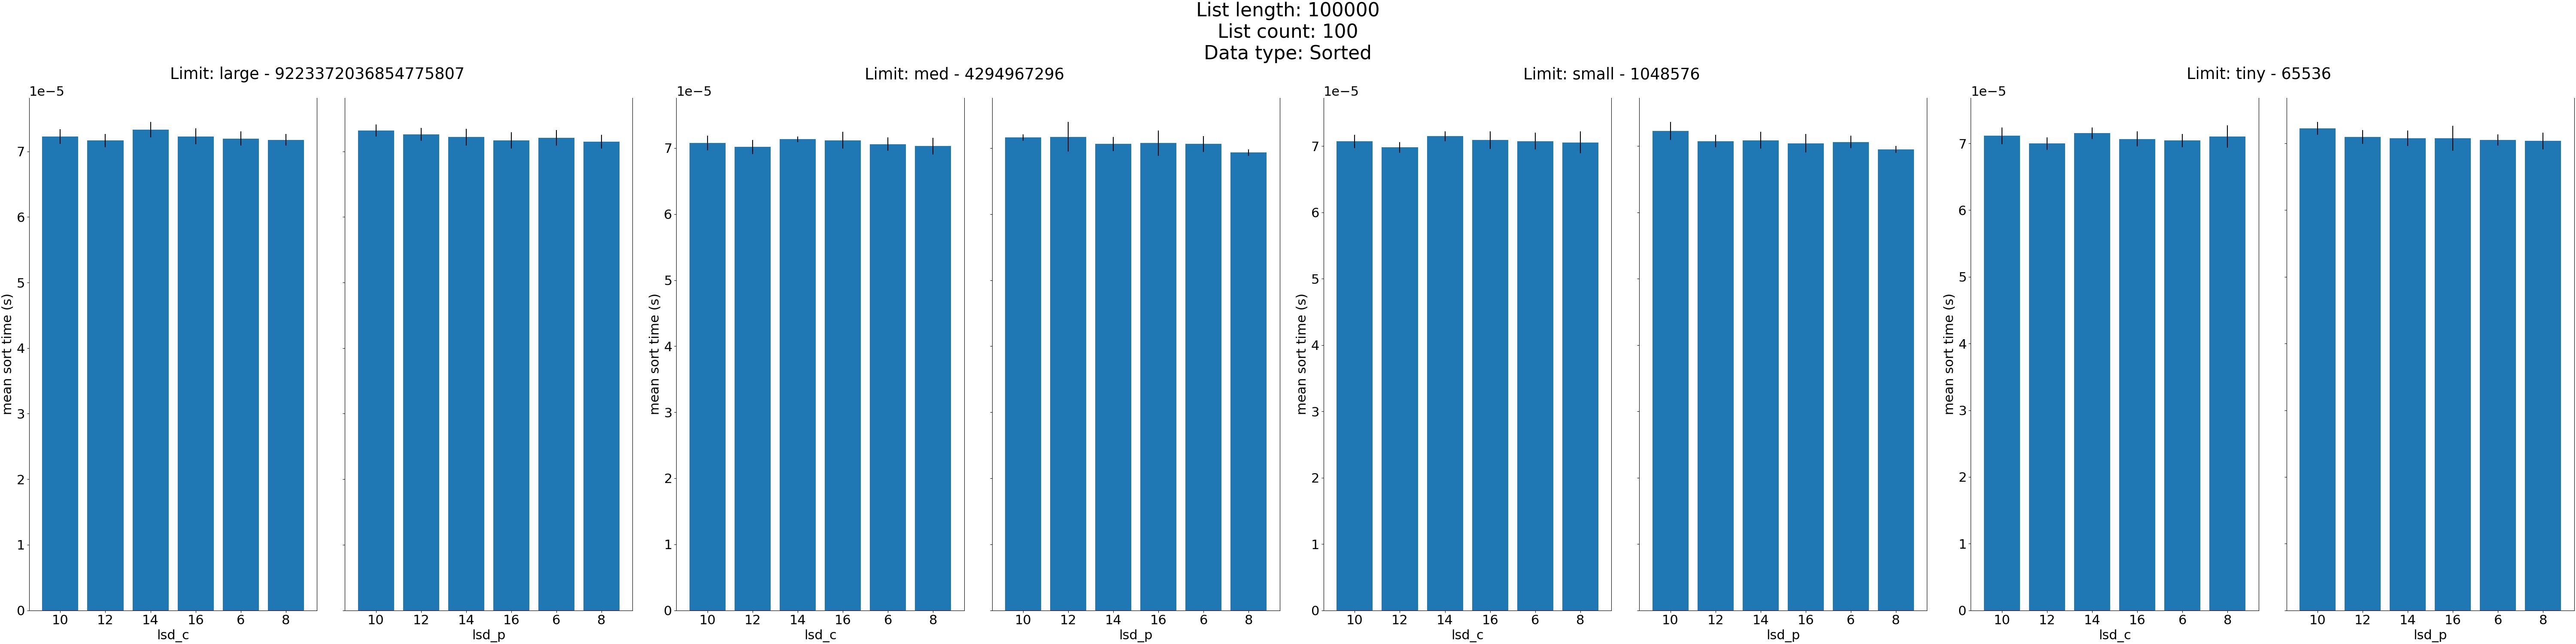 List length: 100000
List count: 100
Data type: Sorted
Limit: large - 9223372036854775807
1e−5
mean sort time (s)
7
6
5
4
3
2
1
0
10 12 14 16 6 8
lsd_c
10 12 14 16 6 8
lsd_p
Limit: med - 4294967296
1e−5
mean sort time (s)
7
6
5
4
3
2
1
0
10 12 14 16 6 8
lsd_c
10 12 14 16 6 8
lsd_p
Limit: small - 1048576
1e−5
mean sort time (s)
7
6
5
4
3
2
1
0
10 12 14 16 6 8
lsd_c
10 12 14 16 6 8
lsd_p
Limit: tiny - 65536
1e−5
mean sort time (s)
7
6
5
4
3
2
1
0
10 12 14 16 6 8
lsd_c
10 12 14 16 6 8
lsd_p